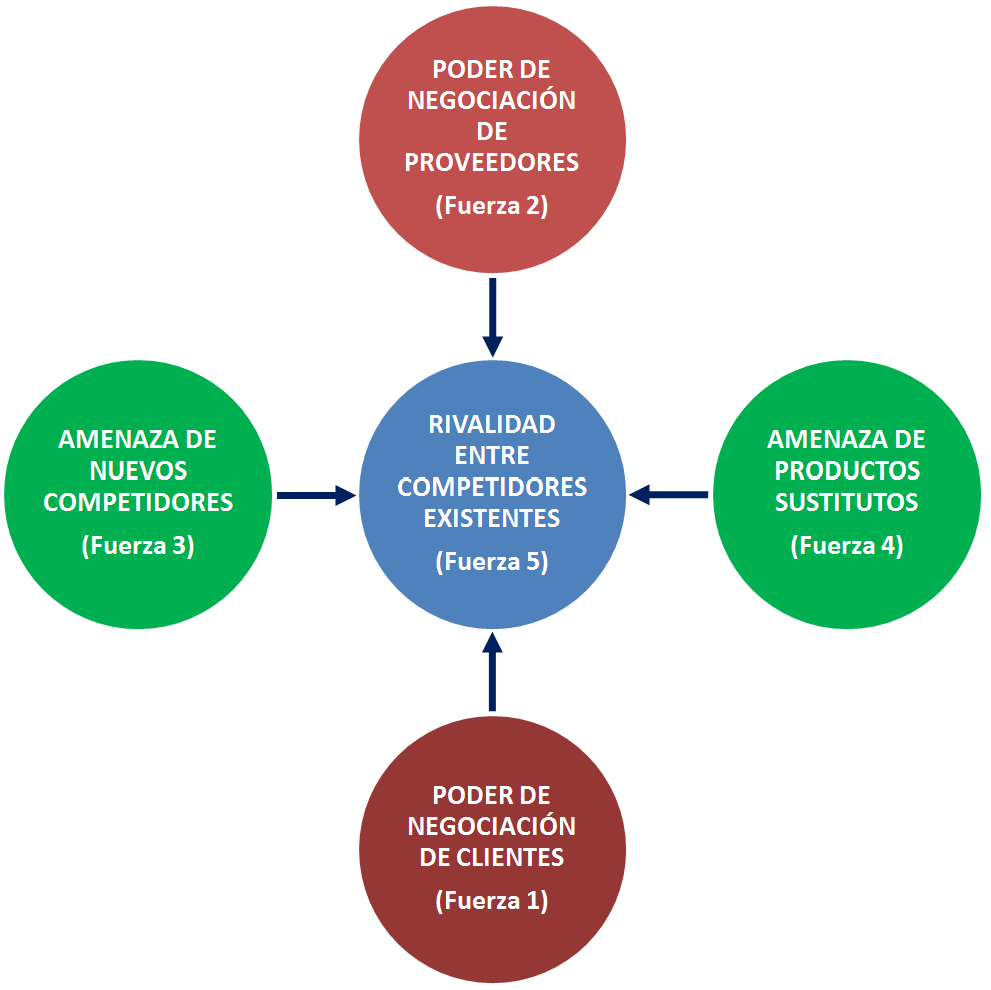 PODER DE
NEGOCIACIÓN
DE
PROVEEDORES
(Fuerza 2)
AMENAZA DE
NUEVOS
COMPETIDORES
(Fuerza 3)
RIVALIDAD
ENTRE
COMPETIDORES
EXISTENTES
(Fuerza 5)
AMENAZA DE
PRODUCTOS
SUSTITUTOS
(Fuerza 4)
PODER DE
NEGOCIACIÓN
DE CLIENTES
(Fuerza 1)